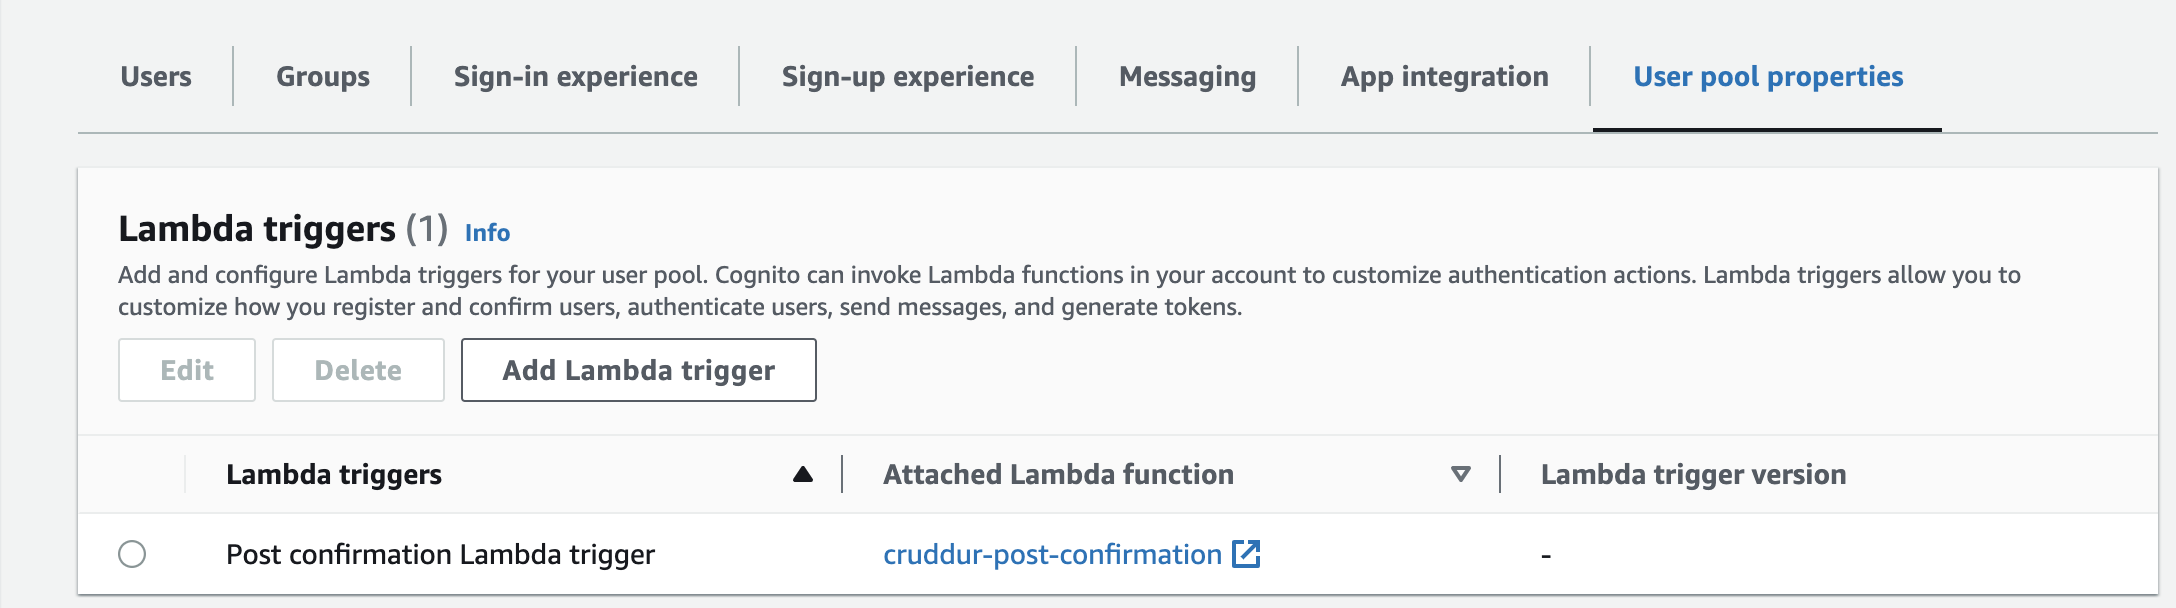 Users
Groups
Sign-in experience
Sign-up experience
Messaging
App integration
User pool properties
Lambda triggers (1) Info
Add and configure Lambda triggers for your user pool. Cognito can invoke Lambda functions in your account to customize authentication actions. Lambda triggers allow you to
customize how you register and confirm users, authenticate users, send messages, and generate tokens.
Edit
Delete
Add Lambda trigger
Lambda triggers
Attached Lambda function
Lambda trigger version
Post confirmation Lambda trigger
cruddur-post-confirmation
-